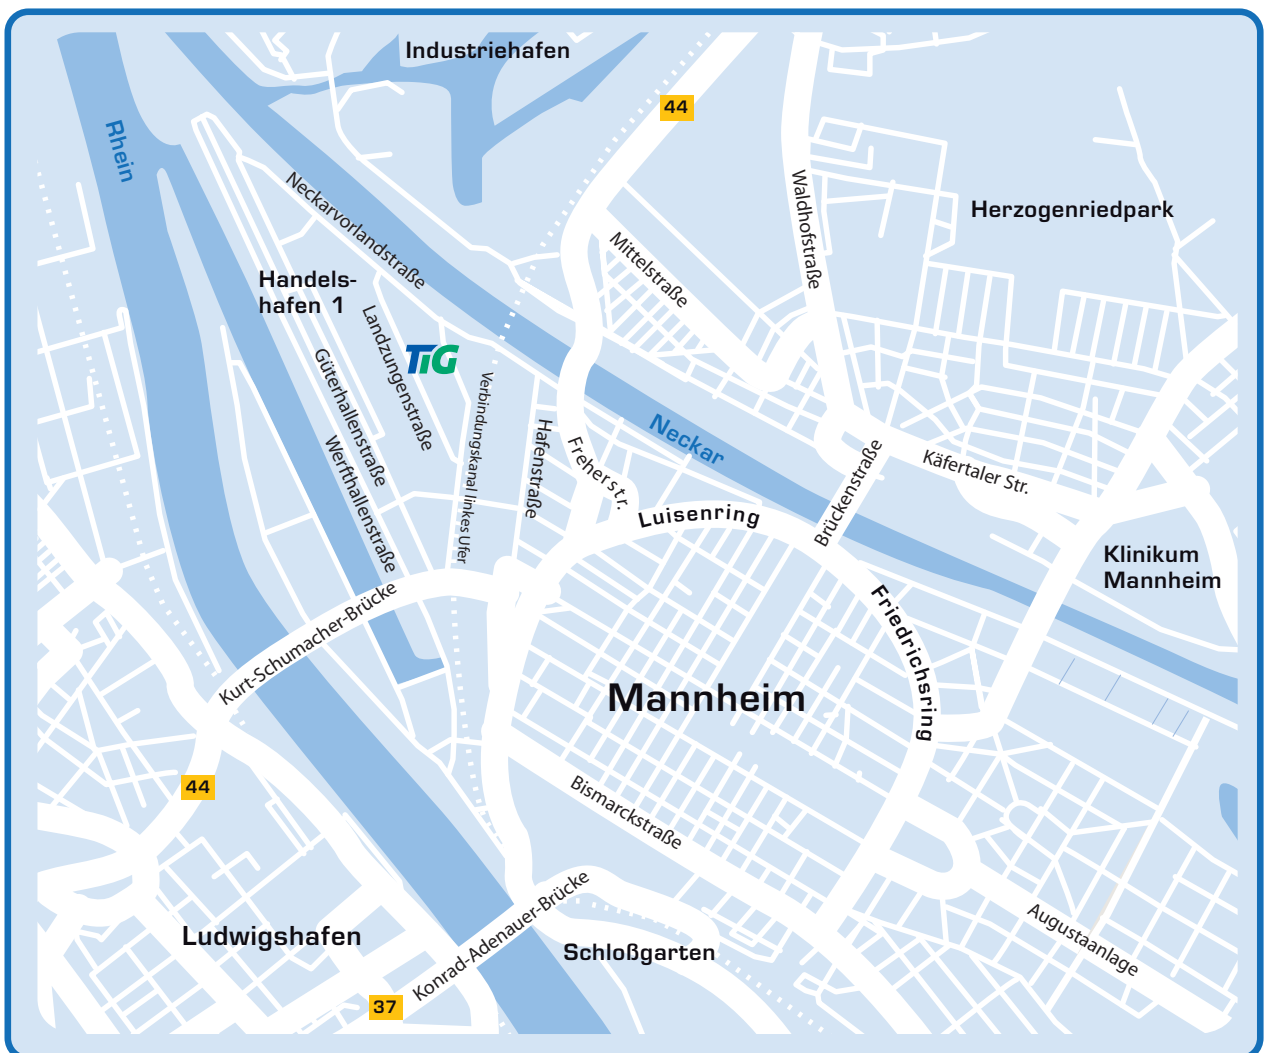 Industriehafen
44
Rhein
Neckarvorlandstraße
Waldhofstraße
Herzogenriedpark
Mittelstraße
Handels-
hafen 1
Landzungenstraße
TiG
Güterhallenstraße
Verbindungskanal linkes Ufer
Werfthallenstraße
Hafenstraße
Freherstr.
Neckar
Käfertaler Str.
Brückenstraße
Luisenring
Klinikum
Mannheim
Friedrichsring
Kurt-Schumacher-Brücke
Mannheim
44
Bismarckstraße
Konrad-Adenauer-Brücke
Augustaanlage
Ludwigshafen
Schloßgarten
37